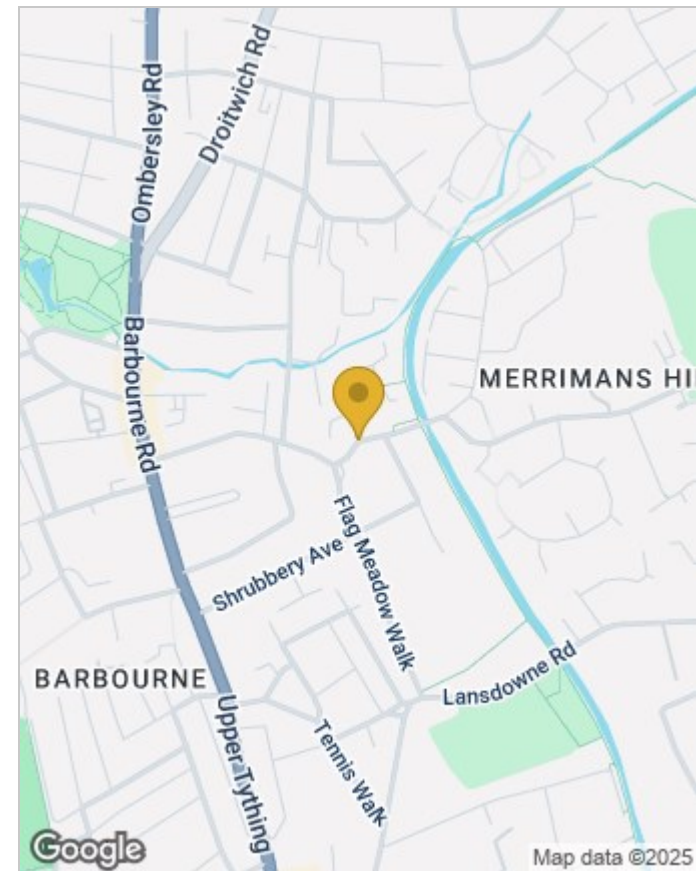 Ombersley Rd
Droitwich Rd
Barbourne Rd
MERRIMANS HI
Flag Meadow Walk
Shrubbery Ave
BARBOURNE
Upper Tything
Lansdowne Rd
Tennis Walk
Google
Map data ©2025